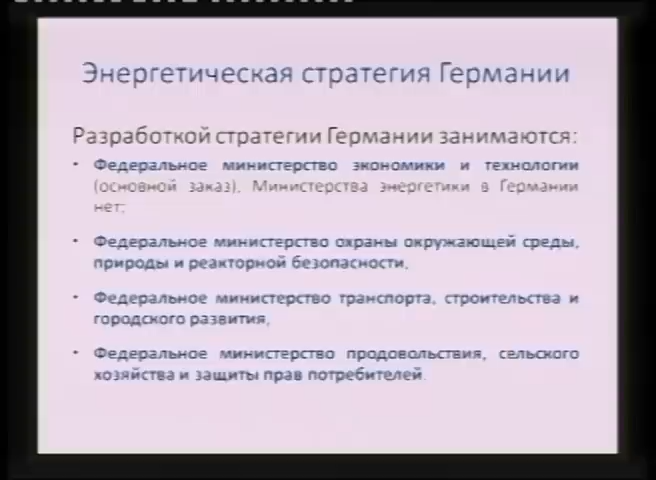 Энергетическая стратегия Германии
Разработкой стратегии Германии занимаются:
• Федеральное министерство экономики и технологии
(основной заказ). Министерства энергетики в Германии
нет;
• Федеральное министерство охраны окружающей среды,
природы и реакторной безопасности,
• Федеральное министерство транспорта, строительства и
городского развития,
• Федеральное министерство продовольствия, сельского
хозяйства и защиты прав потребителей.